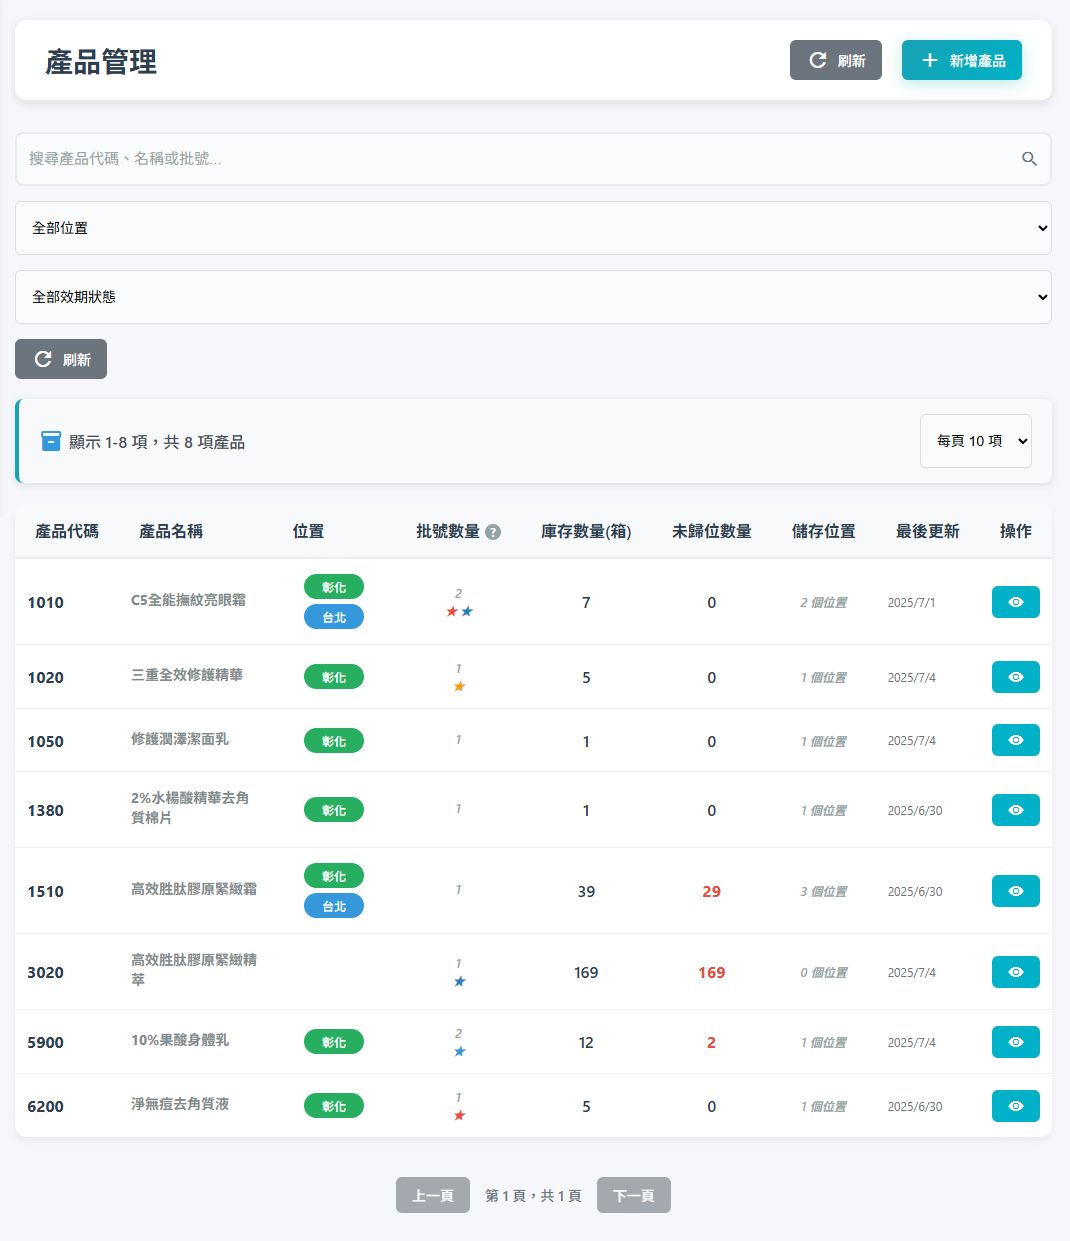 產品管理
刷新
新增產品
搜尋產品代碼、名稱或批號...
全部位置
全部效期狀態
刷新
顯示 1-8 項，共 8 項產品
每頁 10 項
產品代碼 產品名稱 位置 批號數量 ? 庫存數量(箱) 未歸位數量 儲存位置 最後更新 操作
1010 C5全能撫紋亮眼霜 彰化 台北 2 ★★ 7 0 2 個位置 2025/7/1
1020 三重全效修護精華 彰化 1 ★ 5 0 1 個位置 2025/7/4
1050 修護潤澤潔面乳 彰化 1 1 0 1 個位置 2025/7/4
1380 2%水楊酸精華去角質棉片 彰化 1 1 0 1 個位置 2025/6/30
1510 高效胜肽膠原緊緻霜 彰化 台北 1 39 29 3 個位置 2025/6/30
3020 高效胜肽膠原緊緻精萃 1 ★ 169 169 0 個位置 2025/7/4
5900 10%果酸身體乳 彰化 2 ★ 12 2 1 個位置 2025/7/4
6200 淨無痘去角質液 彰化 1 ★ 5 0 1 個位置 2025/6/30
上一頁 第 1 頁，共 1 頁 下一頁